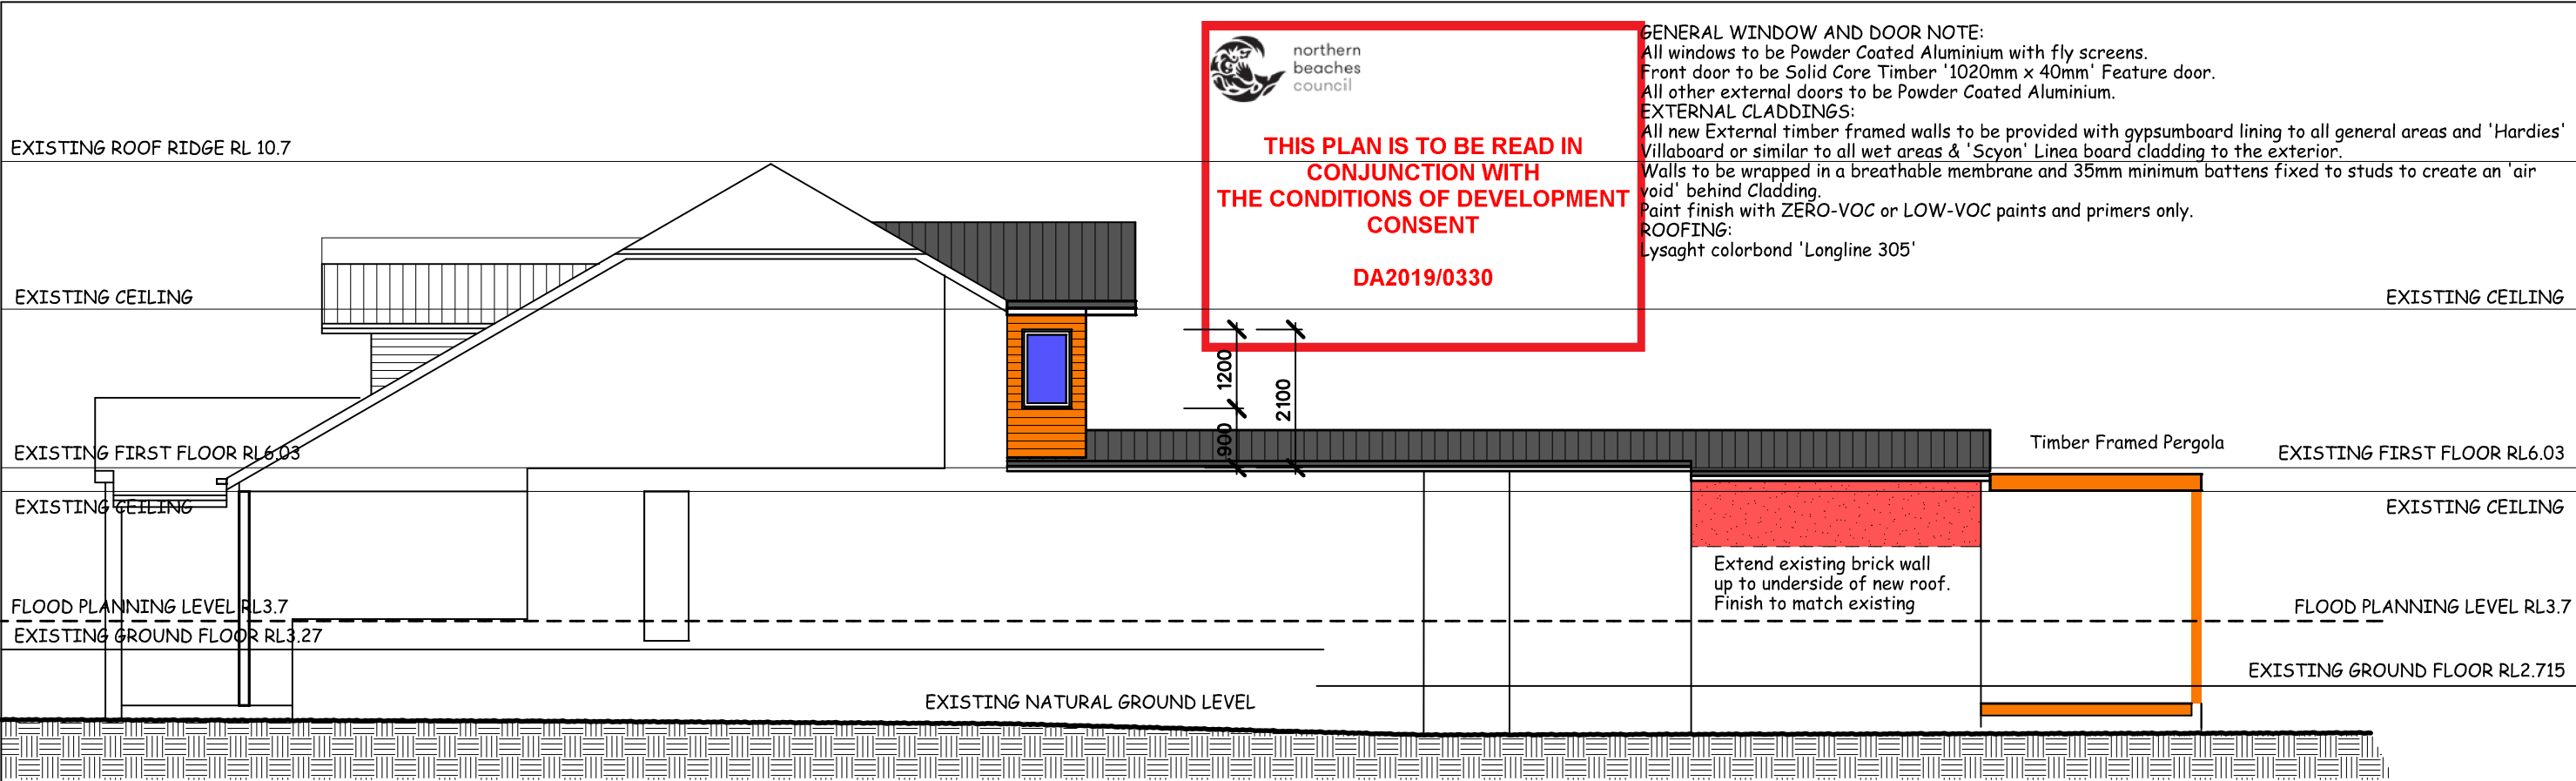 northern
beaches
council
THIS PLAN IS TO BE READ IN
CONJUNCTION WITH
THE CONDITIONS OF DEVELOPMENT
CONSENT
DA2019/0330
GENERAL WINDOW AND DOOR NOTE:
All windows to be Powder Coated Aluminium with fly screens.
Front door to be Solid Core Timber '1020mm x 40mm' Feature door.
All other external doors to be Powder Coated Aluminium.
EXTERNAL CLADDINGS:
All new External timber framed walls to be provided with gypsumboard lining to all general areas and 'Hardies'
Villaboard or similar to all wet areas & 'Scyon' Linea board cladding to the exterior.
Walls to be wrapped in a breathable membrane and 35mm minimum battens fixed to studs to create an 'air
void' behind Cladding.
Paint finish with ZERO-VOC or LOW-VOC paints and primers only.
ROOFING:
Lysaght colorbond 'Longline 305'
EXISTING ROOF RIDGE RL 10.7
EXISTING CEILING
EXISTING CEILING
1200
2100
900
EXISTING FIRST FLOOR RL6.03
Timber Framed Pergola
EXISTING FIRST FLOOR RL6.03
EXISTING CEILING
EXISTING CEILING
Extend existing brick wall
up to underside of new roof.
Finish to match existing
FLOOD PLANNING LEVEL RL3.7
FLOOD PLANNING LEVEL RL3.7
EXISTING GROUND FLOOR RL3.27
EXISTING GROUND FLOOR RL2.715
EXISTING NATURAL GROUND LEVEL